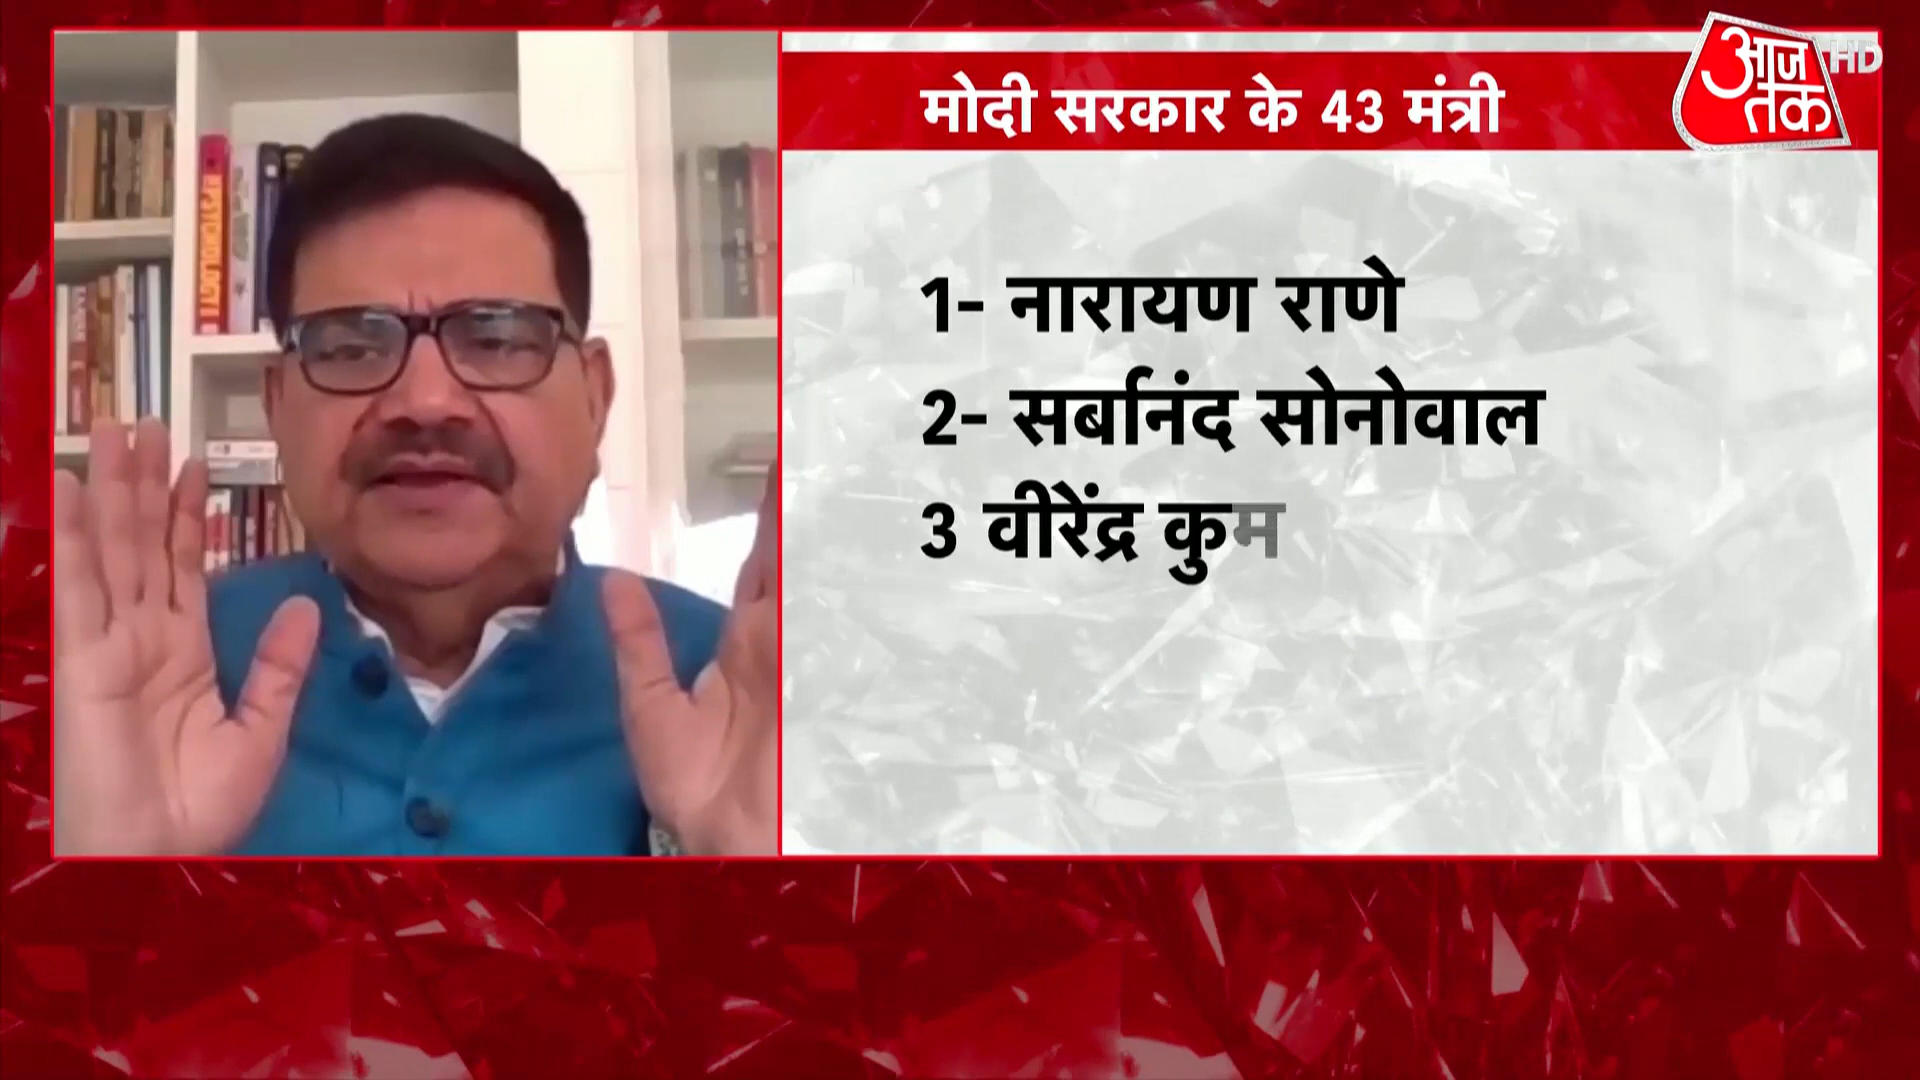 आज तक HD
मोदी सरकार के 43 मंत्री
1- नारायण राणे
2- सर्बानंद सोनोवाल
3 वीरेंद्र कुम